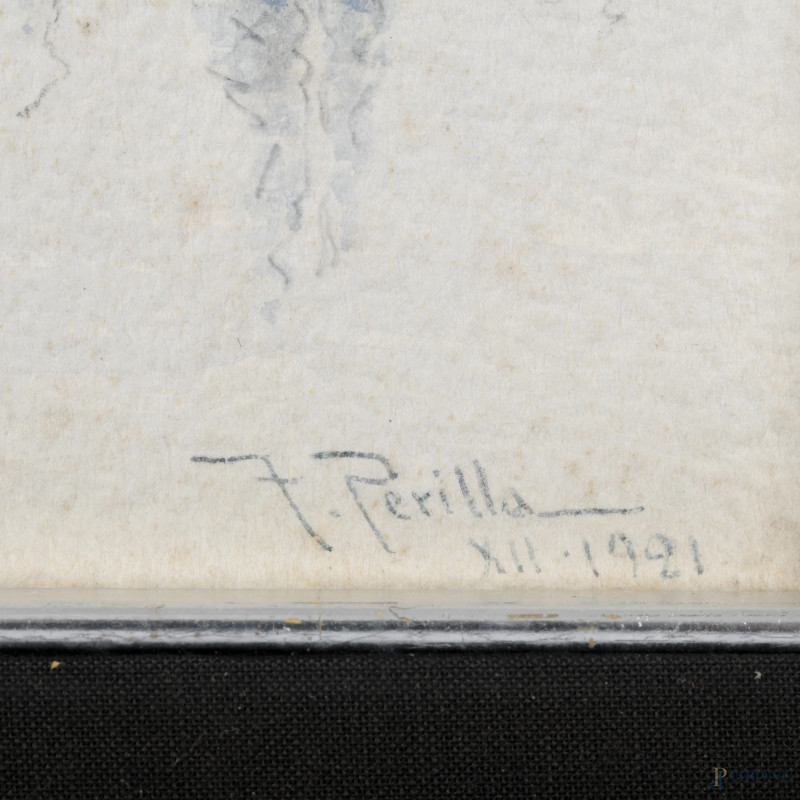 F. Perilla
XII · 1921